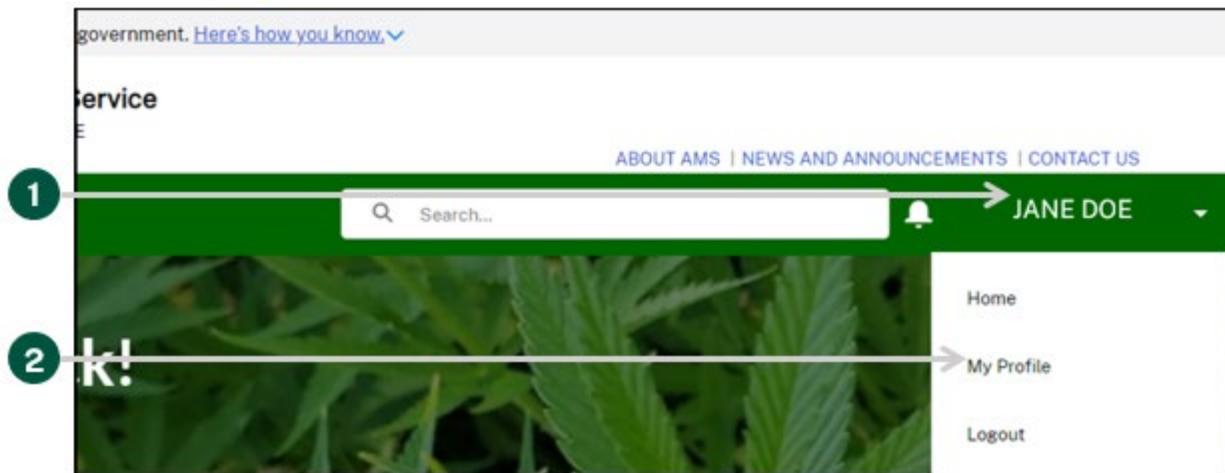 government. Here's how you know.
Service
E
ABOUT AMS | NEWS AND ANNOUNCEMENTS | CONTACT US
1
Search...
JANE DOE
Home
2
k!
My Profile
Logout